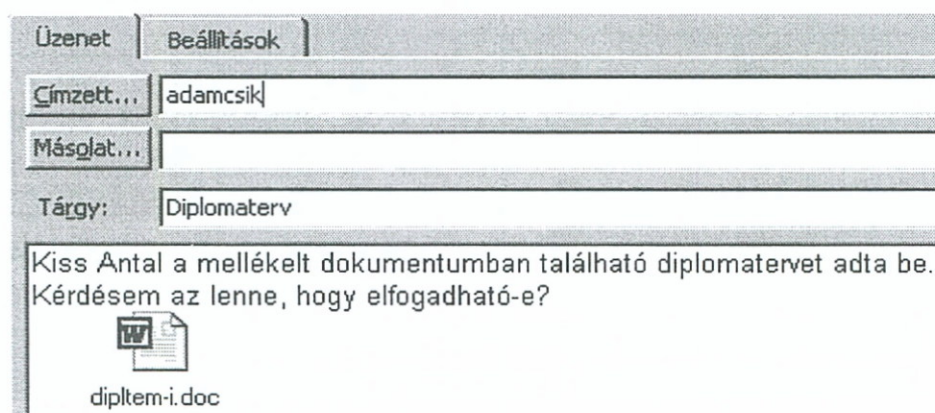 Üzenet Beállítások
Címzett... adamcsik
Másolat...
Tárgy: Diplomaterv
Kiss Antal a mellékelt dokumentumban található diplomatervet adta be.
Kérdésem az lenne, hogy elfogadható-e?
W
dipltem-i.doc